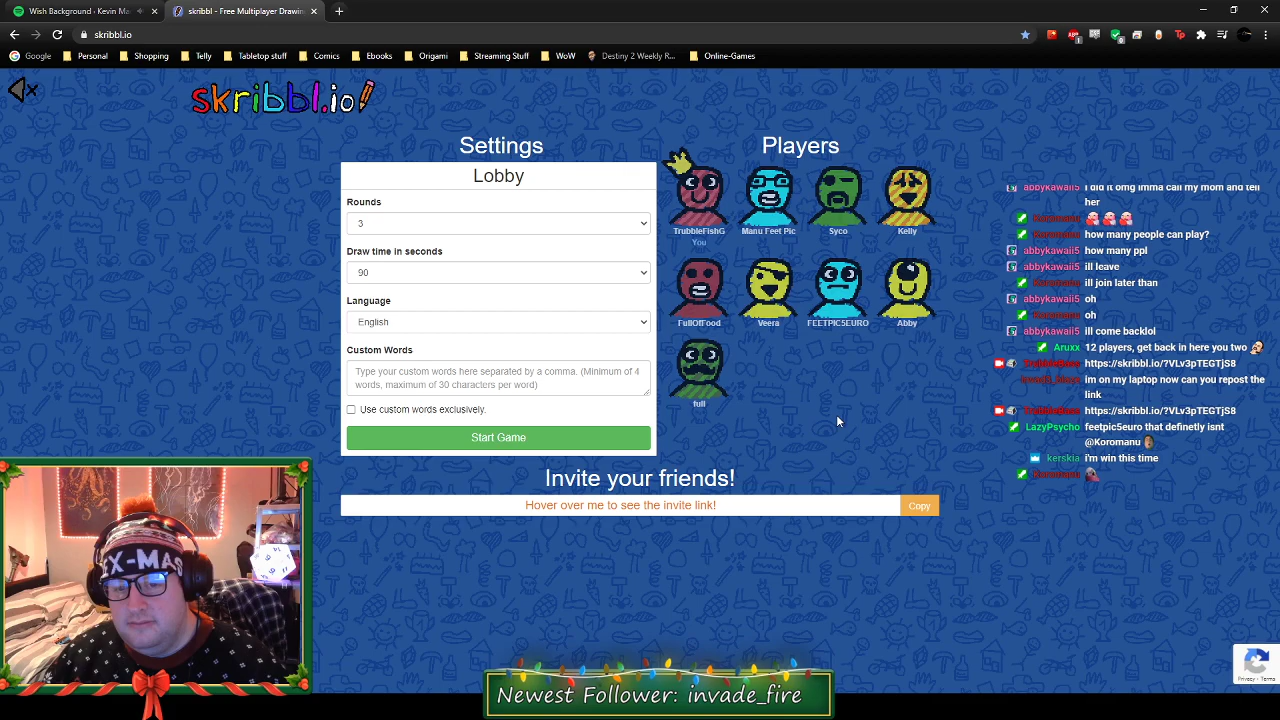 Wish Background · Kevin Ma
skribbl - Free Multiplayer Drawin
skribbl.io
Google
Personal
Shopping
Telly
Tabletop stuff
Comics
Ebooks
Origami
Streaming Stuff
WoW
Destiny 2 Weekly R...
Online-Games
skribbl.io
Settings
Lobby
Rounds
3
Draw time in seconds
90
Language
English
Custom Words
Type your custom words here separated by a comma. (Minimum of 4
words, maximum of 30 characters per word)
Use custom words exclusively.
Start Game
Players
TrubbleFishG
You
Manu Feet Pic
Syco
Kelly
FullOfFood
Veera
FEETPIC5EURO
Abby
full
Invite your friends!
Hover over me to see the invite link!
Copy
abbykawaii5 i did it omg imma call my mom and tell
her
Koromanu
Koromanu how many people can play?
abbykawaii5 how many ppl
abbykawaii5 ill leave
Koromanu ill join later than
abbykawaii5 oh
Koromanu oh
abbykawaii5 ill come backlol
Aruxx 12 players, get back in here you two
https://skribbl.io/?VLv3pTEGTjS8
im on my laptop now can you repost the
link
https://skribbl.io/?VLv3pTEGTjS8
LazyPsycho feetpic5euro that definetly isnt
@Koromanu
kerskia i'm win this time
Koromanu
X-MAS
Newest Follower: invade_fire
Privacy - Terms